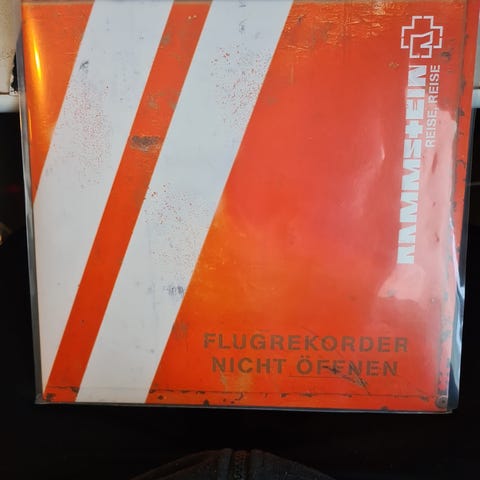 RAMMSTEIN
REISE, REISE
FLUGREKORDER
NICHT ÖFFNEN